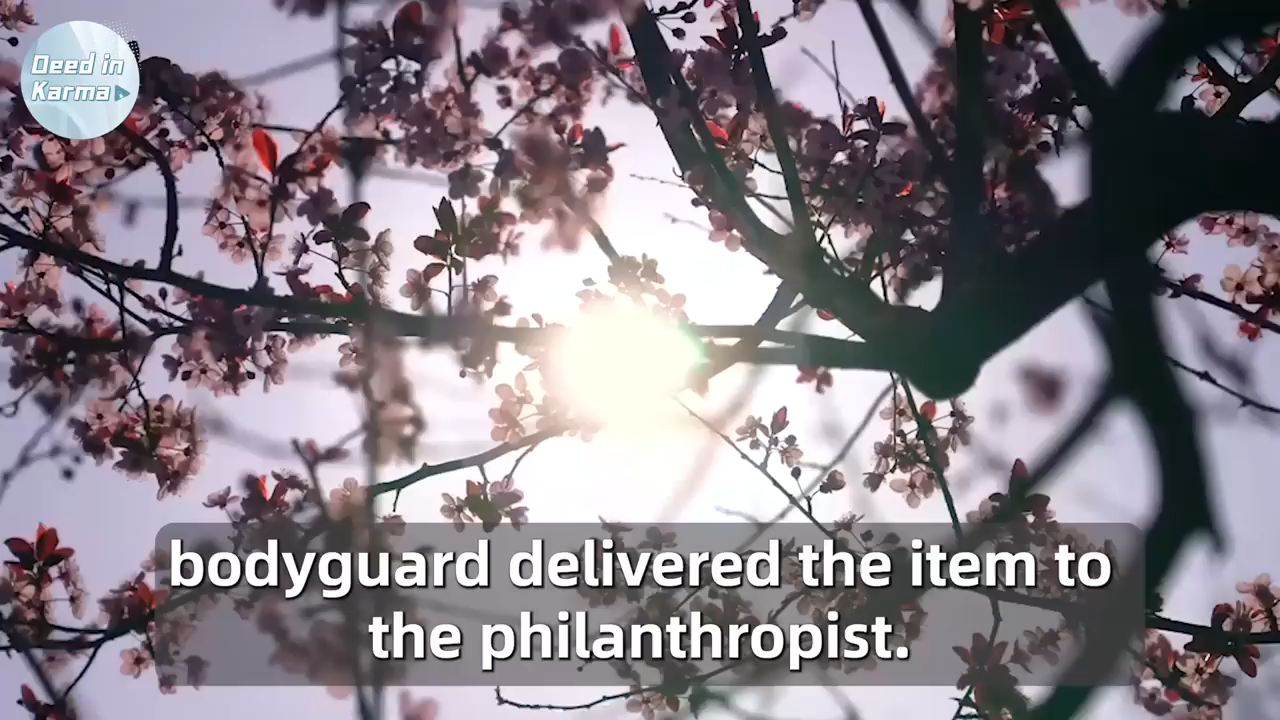 Deed in
Karma
bodyguard delivered the item to
the philanthropist.